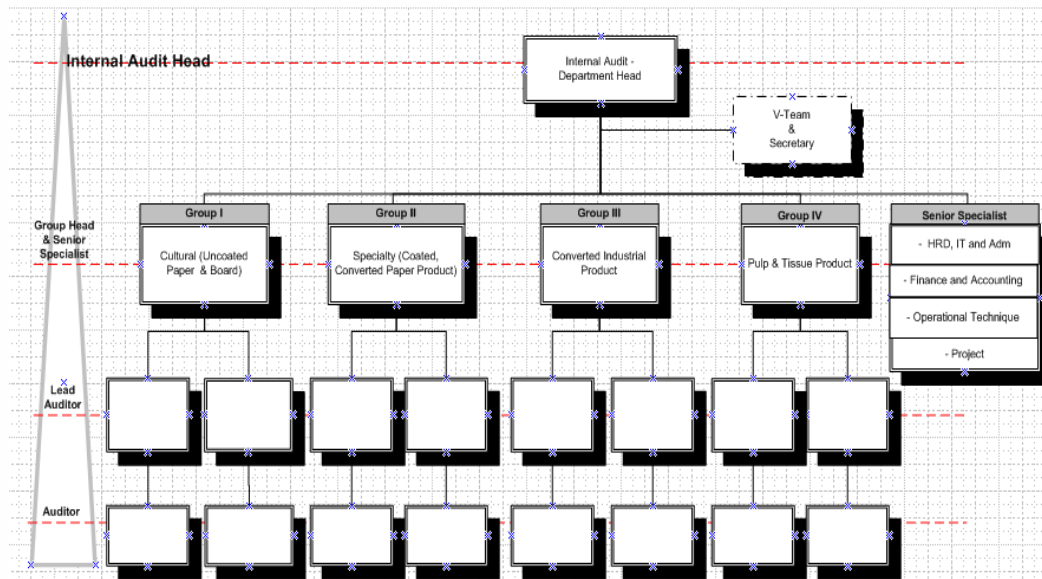 Internal Audit Head
Internal Audit -
Department Head
V-Team
&
Secretary
Group Head
& Senior
Specialist
Group I
Cultural (Uncoated
Paper & Board)
Group II
Specialty (Coated,
Converted Paper Product)
Group III
Converted Industrial
Product
Group IV
Pulp & Tissue Product
Senior Specialist
- HRD, IT and Adm
- Finance and Accounting
- Operational Technique
- Project
Lead
Auditor
Auditor